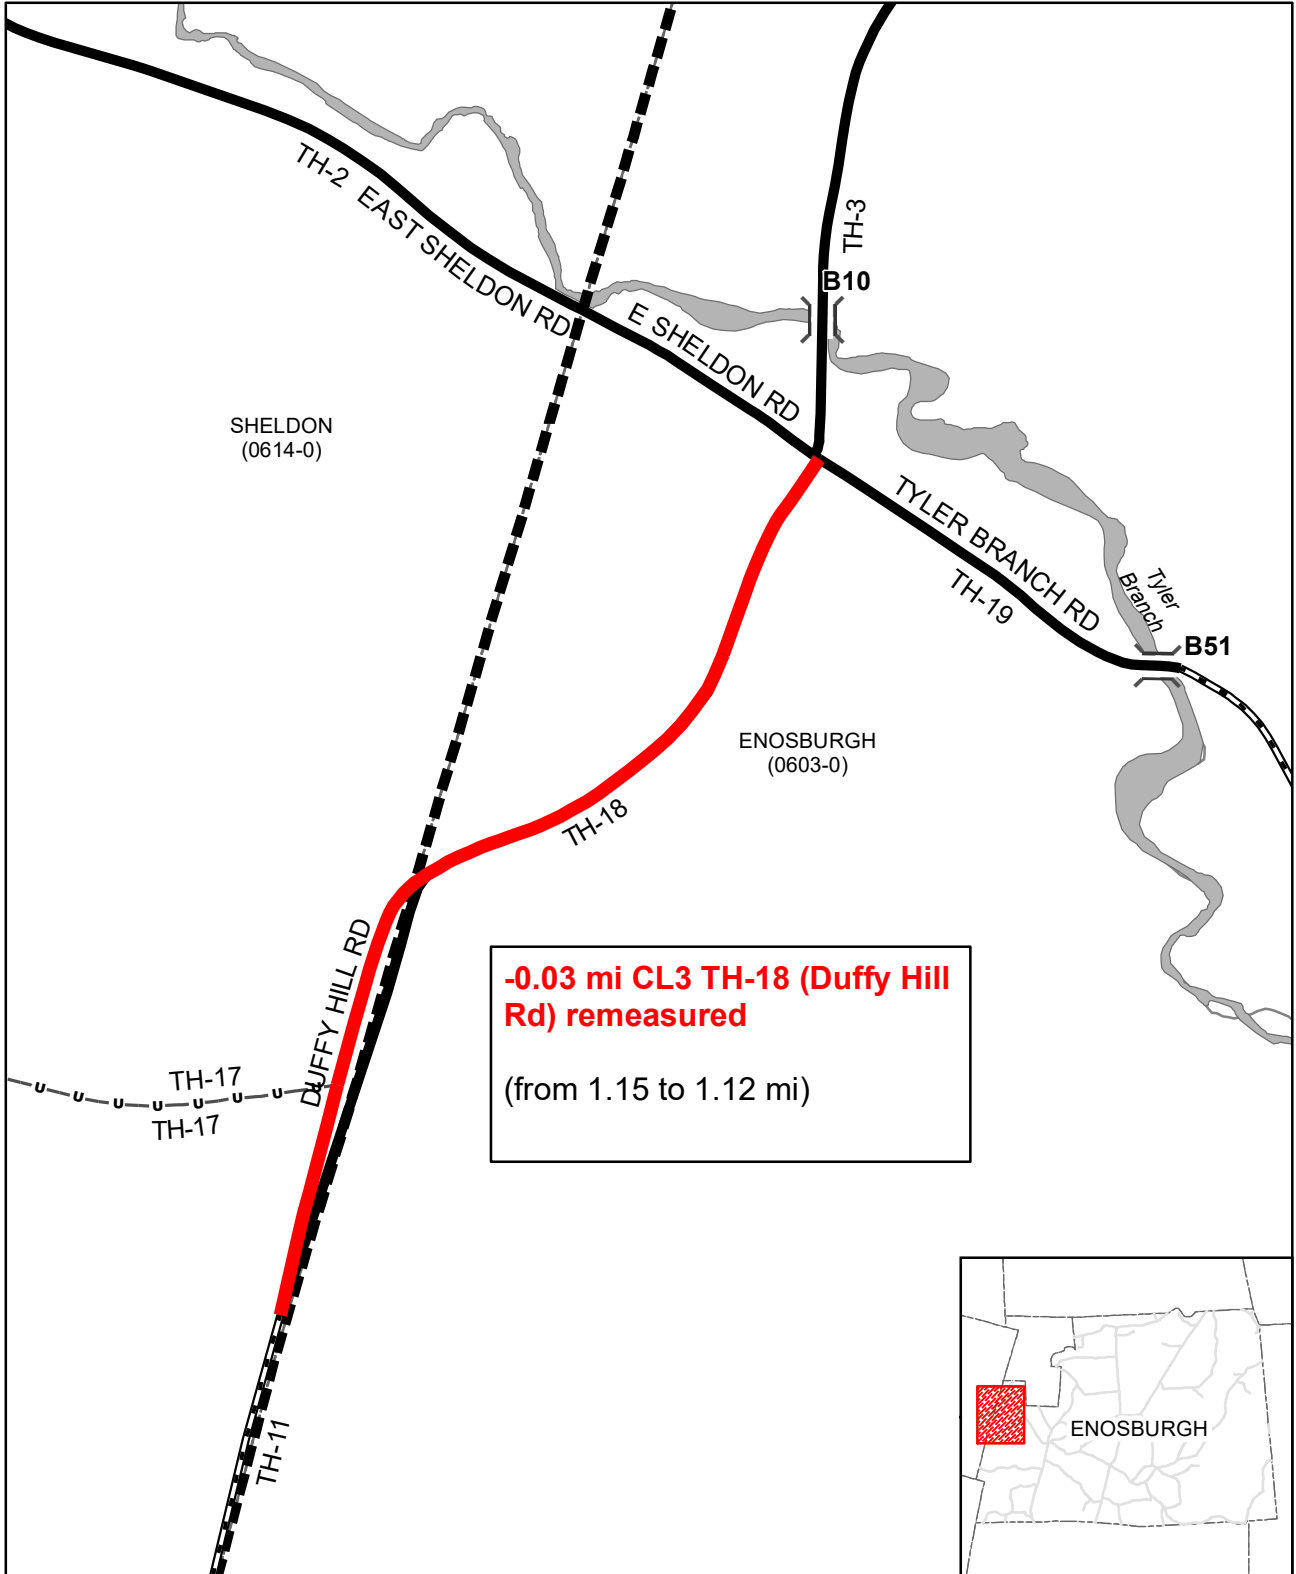 TH-2 EAST SHELDON RD
TH-3
B10
E SHELDON RD
SHELDON
(0614-0)
TYLER BRANCH RD
TH-19
Tyler
Branch
B51
ENOSBURGH
(0603-0)
TH-18
DUFFY HILL RD
-0.03 mi CL3 TH-18 (Duffy Hill
Rd) remeasured
(from 1.15 to 1.12 mi)
TH-17
TH-17
TH-11
ENOSBURGH